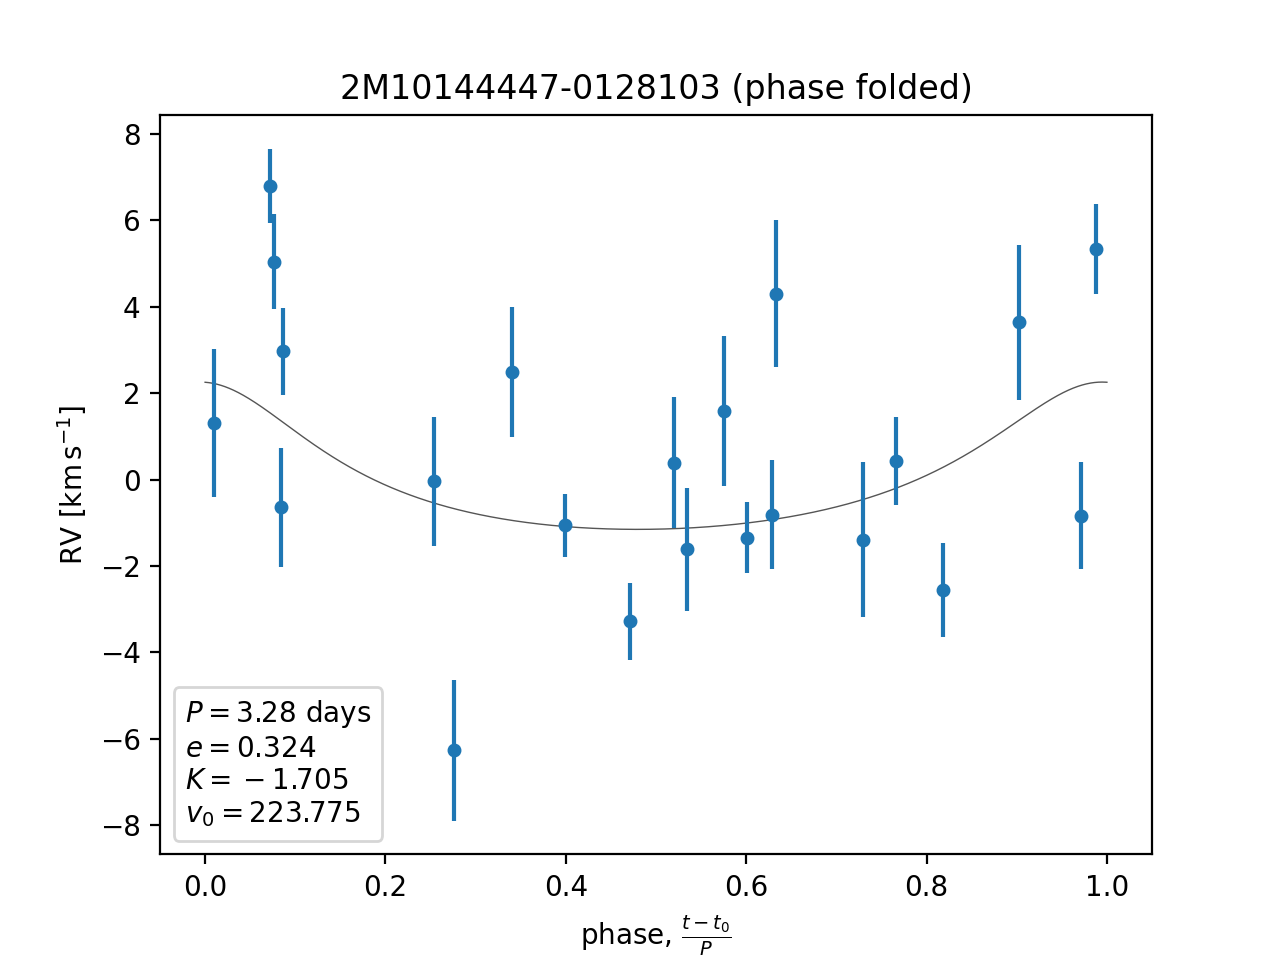 2M10144447-0128103 (phase folded)
8
6
4
2
0
−2
−4
−6
−8
RV [km s⁻¹]
P = 3.28 days
e = 0.324
K = −1.705
v₀ = 223.775
0.0 0.2 0.4 0.6 0.8 1.0
phase, (t − t₀)/P